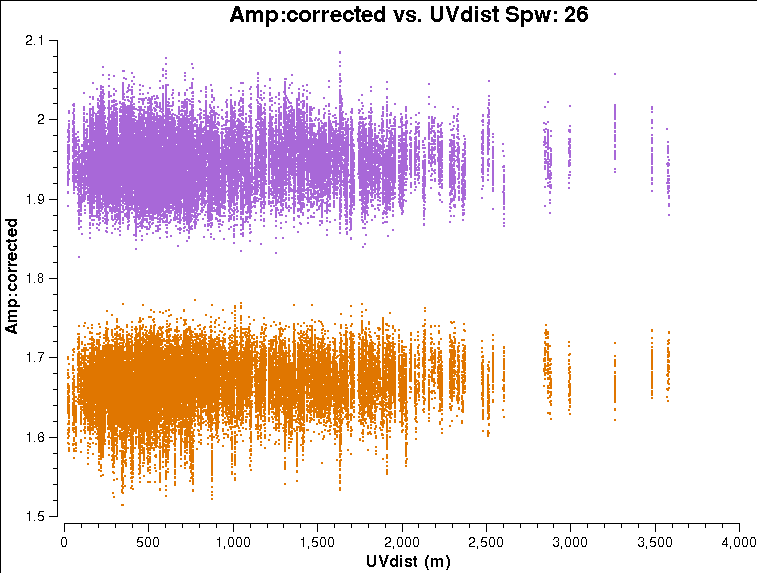 Amp:corrected vs. UVdist Spw: 26
2.1
2
1.9
1.8
1.7
1.6
1.5
Amp:corrected
0 500 1,000 1,500 2,000 2,500 3,000 3,500 4,000
UVdist (m)